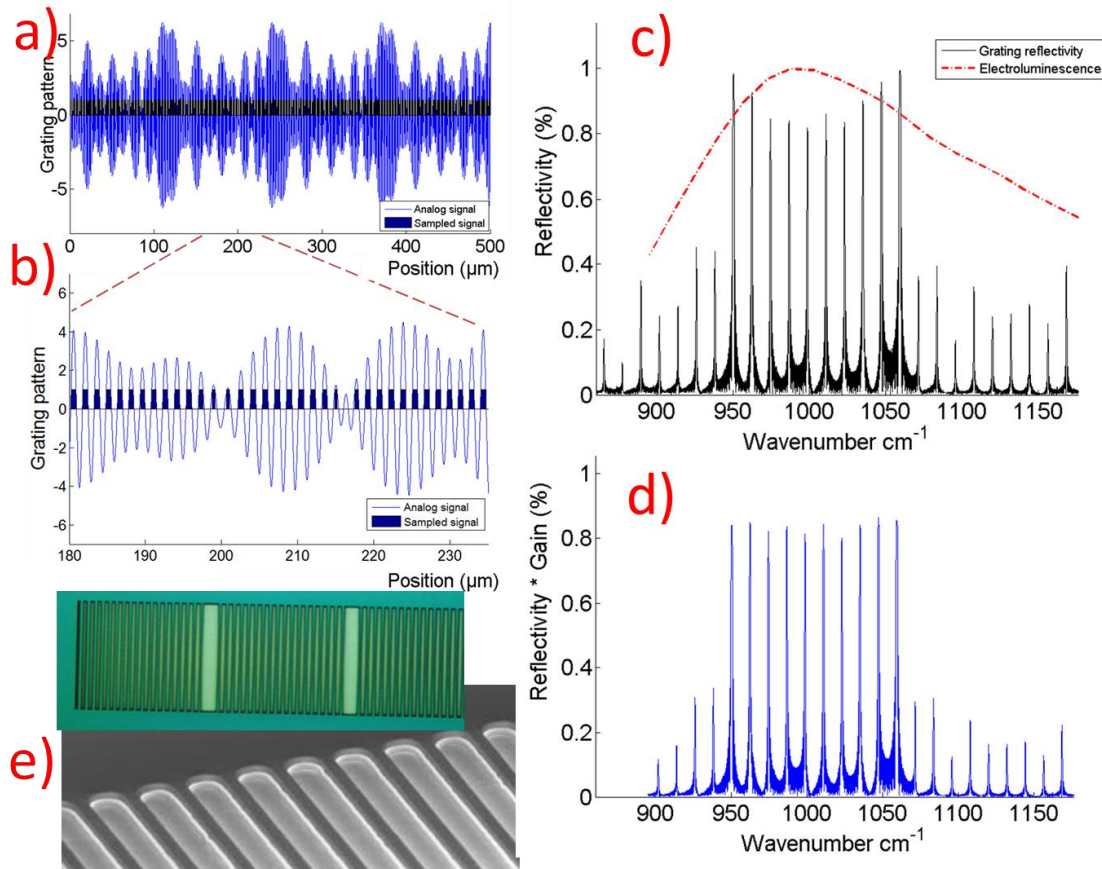 a)
5
0
-5
Grating pattern
Analog signal
Sampled signal
0 100 200 300 400 500
Position (µm)
b)
6
4
2
0
-2
-4
-6
Grating pattern
Analog signal
Sampled signal
180 190 200 210 220 230
Position (µm)
e)
c)
Grating reflectivity
Electroluminescence
1
0.8
0.6
0.4
0.2
0
Reflectivity (%)
900 950 1000 1050 1100 1150
Wavenumber cm⁻¹
d)
1
0.8
0.6
0.4
0.2
0
Reflectivity * Gain (%)
900 950 1000 1050 1100 1150
Wavenumber cm⁻¹